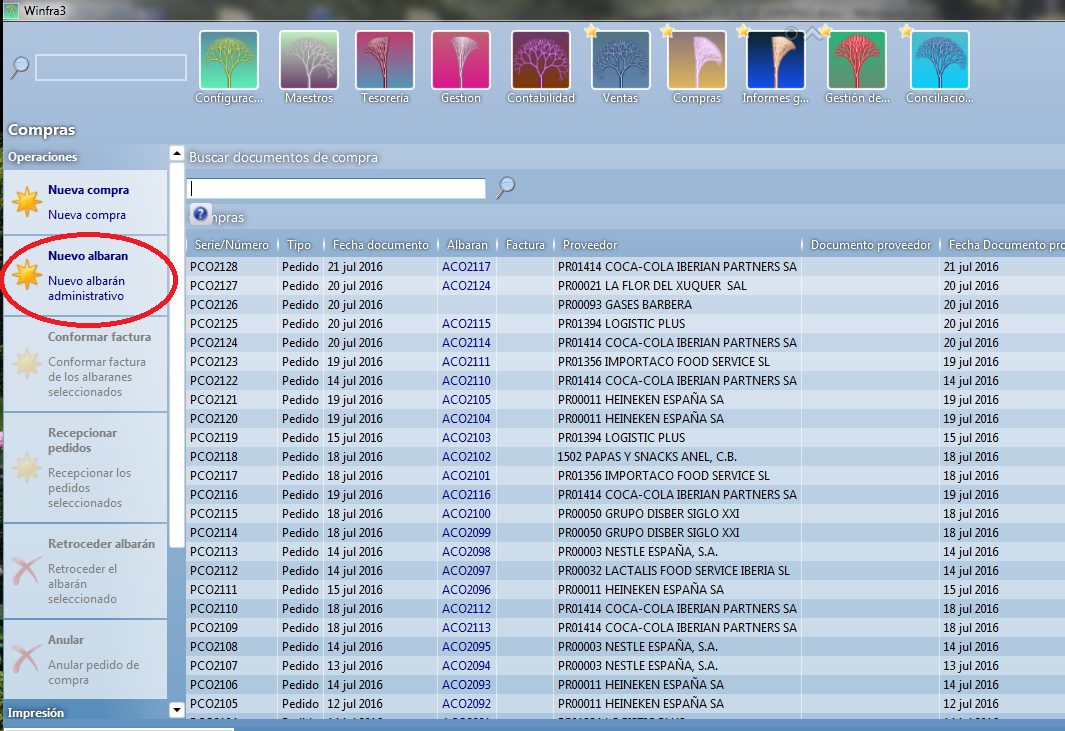 Winfra3
Configurac...
Maestros
Tesorería
Gestion
Contabilidad
Ventas
Compras
Informes g...
Gestión de...
Conciliació...
Compras
Operaciones
Nueva compra
Nueva compra
Nuevo albaran
Nuevo albarán
administrativo
Conformar factura
Conformar factura
de los albaranes
seleccionados
Recepcionar
pedidos
Recepcionar los
pedidos
seleccionados
Retroceder albarán
Retroceder el
albarán
seleccionado
Anular
Anular pedido de
compra
Impresión
Buscar documentos de compra
?
mpras
Serie/Número Tipo Fecha documento Albaran Factura Proveedor Documento proveedor Fecha Documento pro
PCO2128 Pedido 21 jul 2016 ACO2117 PR01414 COCA-COLA IBERIAN PARTNERS SA 21 jul 2016
PCO2127 Pedido 20 jul 2016 ACO2124 PR00021 LA FLOR DEL XUQUER SAL 20 jul 2016
PCO2126 Pedido 20 jul 2016 PR00093 GASES BARBERA 20 jul 2016
PCO2125 Pedido 20 jul 2016 ACO2115 PR01394 LOGISTIC PLUS 20 jul 2016
PCO2124 Pedido 20 jul 2016 ACO2114 PR01414 COCA-COLA IBERIAN PARTNERS SA 20 jul 2016
PCO2123 Pedido 19 jul 2016 ACO2111 PR01356 IMPORTACO FOOD SERVICE SL 19 jul 2016
PCO2122 Pedido 14 jul 2016 ACO2110 PR01414 COCA-COLA IBERIAN PARTNERS SA 14 jul 2016
PCO2121 Pedido 19 jul 2016 ACO2105 PR00011 HEINEKEN ESPAÑA SA 19 jul 2016
PCO2120 Pedido 19 jul 2016 ACO2104 PR00011 HEINEKEN ESPAÑA SA 19 jul 2016
PCO2119 Pedido 15 jul 2016 ACO2103 PR01394 LOGISTIC PLUS 15 jul 2016
PCO2118 Pedido 18 jul 2016 ACO2102 1502 PAPAS Y SNACKS ANEL, C.B. 18 jul 2016
PCO2117 Pedido 18 jul 2016 ACO2101 PR01356 IMPORTACO FOOD SERVICE SL 18 jul 2016
PCO2116 Pedido 19 jul 2016 ACO2116 PR01414 COCA-COLA IBERIAN PARTNERS SA 19 jul 2016
PCO2115 Pedido 18 jul 2016 ACO2100 PR00050 GRUPO DISBER SIGLO XXI 18 jul 2016
PCO2114 Pedido 18 jul 2016 ACO2099 PR00050 GRUPO DISBER SIGLO XXI 18 jul 2016
PCO2113 Pedido 14 jul 2016 ACO2098 PR00003 NESTLE ESPAÑA, S.A. 14 jul 2016
PCO2112 Pedido 14 jul 2016 ACO2097 PR00032 LACTALIS FOOD SERVICE IBERIA SL 14 jul 2016
PCO2111 Pedido 15 jul 2016 ACO2096 PR00011 HEINEKEN ESPAÑA SA 15 jul 2016
PCO2110 Pedido 18 jul 2016 ACO2112 PR01414 COCA-COLA IBERIAN PARTNERS SA 18 jul 2016
PCO2109 Pedido 18 jul 2016 ACO2113 PR01414 COCA-COLA IBERIAN PARTNERS SA 18 jul 2016
PCO2108 Pedido 14 jul 2016 ACO2095 PR00003 NESTLE ESPAÑA, S.A. 14 jul 2016
PCO2107 Pedido 13 jul 2016 ACO2094 PR00003 NESTLE ESPAÑA, S.A. 13 jul 2016
PCO2106 Pedido 14 jul 2016 ACO2093 PR00011 HEINEKEN ESPAÑA SA 14 jul 2016
PCO2105 Pedido 12 jul 2016 ACO2092 PR00011 HEINEKEN ESPAÑA SA 12 jul 2016